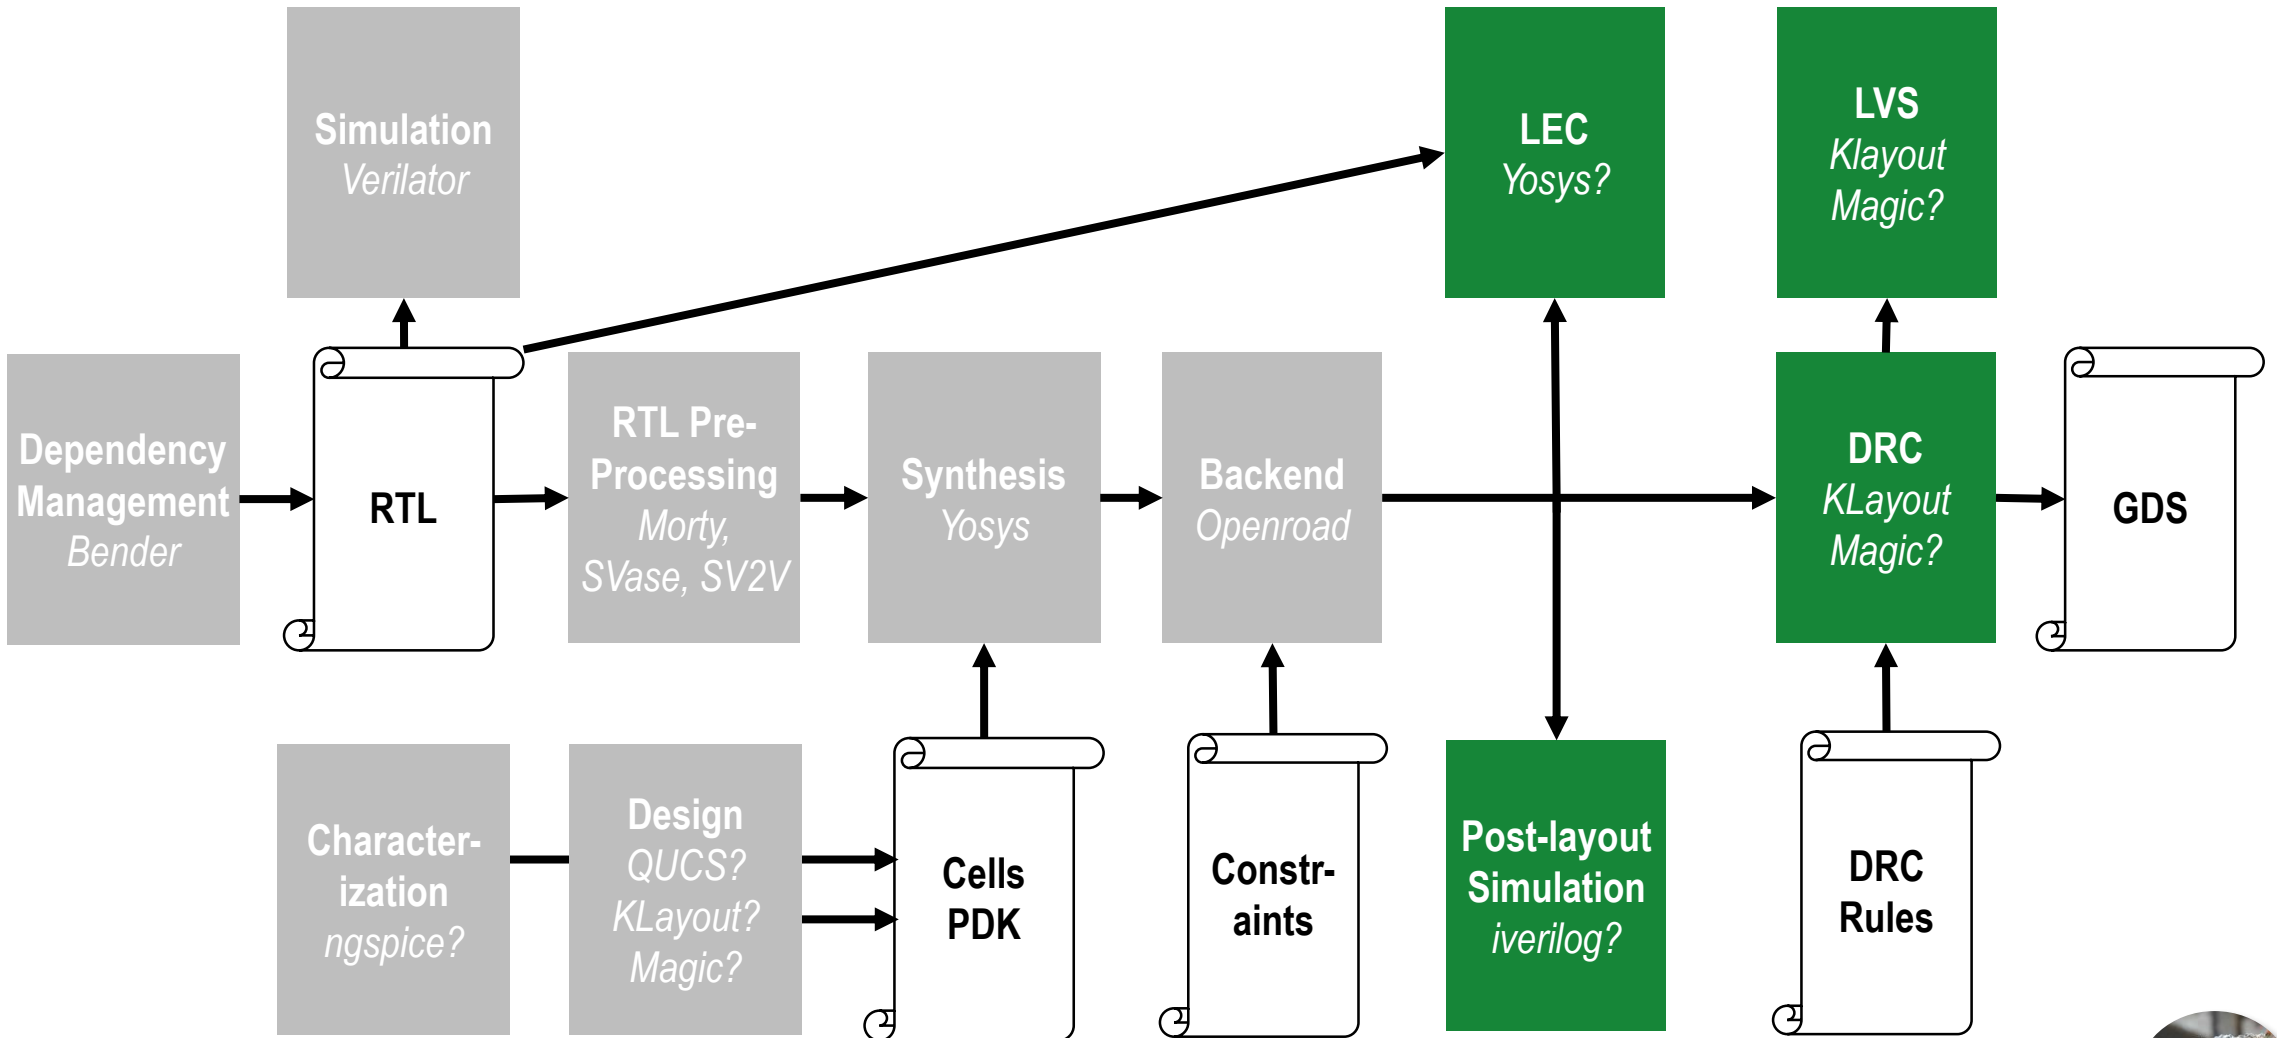 Simulation
Verilator
LEC
Yosys?
LVS
Klayout
Magic?
Dependency
Management
Bender
RTL
RTL Pre-
Processing
Morty,
SVase, SV2V
Synthesis
Yosys
Backend
Openroad
DRC
KLayout
Magic?
GDS
Character-
ization
ngspice?
Design
QUCS?
KLayout?
Magic?
Cells
PDK
Constr-
aints
Post-layout
Simulation
iverilog?
DRC
Rules